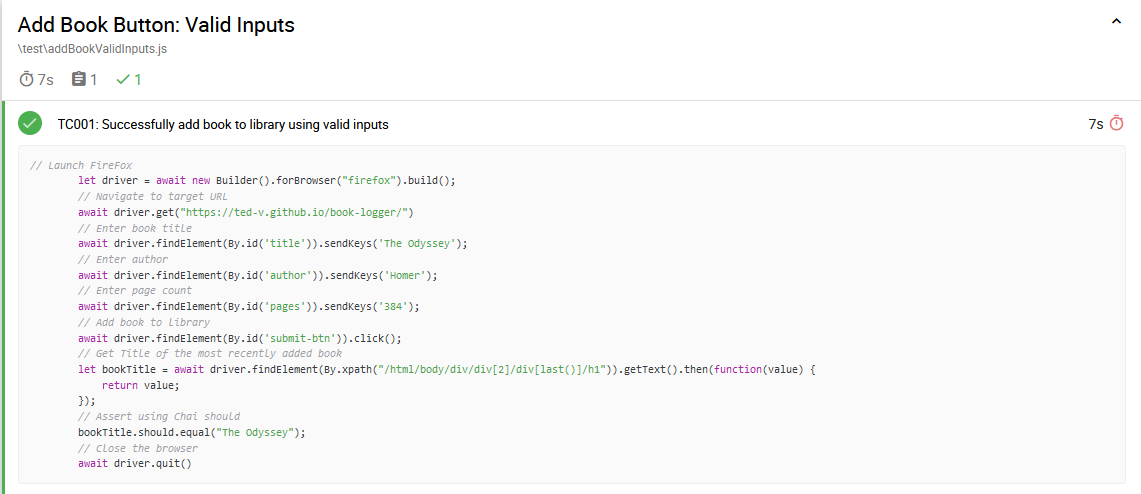 Add Book Button: Valid Inputs
\test\addBookValidInputs.js
7s 1 1
TC001: Successfully add book to library using valid inputs 7s
// Launch FireFox
let driver = await new Builder().forBrowser("firefox").build();
// Navigate to target URL
await driver.get("https://ted-v.github.io/book-logger/")
// Enter book title
await driver.findElement(By.id('title')).sendKeys('The Odyssey');
// Enter author
await driver.findElement(By.id('author')).sendKeys('Homer');
// Enter page count
await driver.findElement(By.id('pages')).sendKeys('384');
// Add book to library
await driver.findElement(By.id('submit-btn')).click();
// Get Title of the most recently added book
let bookTitle = await driver.findElement(By.xpath("/html/body/div/div[2]/div[last()]/h1")).getText().then(function(value) {
return value;
});
// Assert using Chai should
bookTitle.should.equal("The Odyssey");
// Close the browser
await driver.quit()